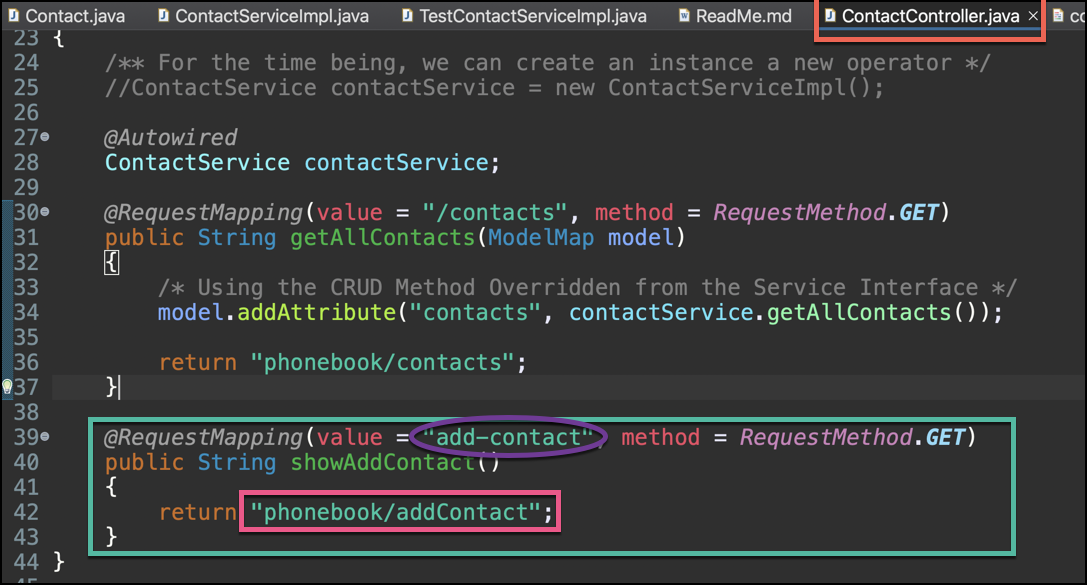 Contact.java ContactServiceImpl.java TestContactServiceImpl.java ReadMe.md ContactController.java
23 {
24 /** For the time being, we can create an instance a new operator */
25 //ContactService contactService = new ContactServiceImpl();
26
27 @Autowired
28 ContactService contactService;
29
30 @RequestMapping(value = "/contacts", method = RequestMethod.GET)
31 public String getAllContacts(ModelMap model)
32 {
33 /* Using the CRUD Method Overridden from the Service Interface */
34 model.addAttribute("contacts", contactService.getAllContacts());
35
36 return "phonebook/contacts";
37 }
38
39 @RequestMapping(value = "add-contact", method = RequestMethod.GET)
40 public String showAddContact()
41 {
42 return "phonebook/addContact";
43 }
44 }